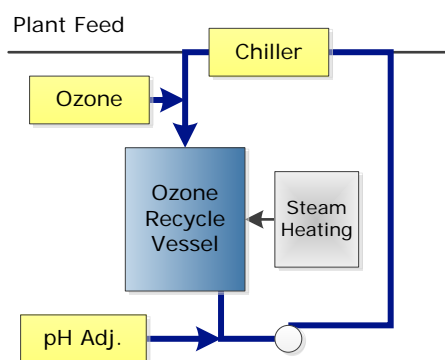 Plant Feed
Chiller
Ozone
Ozone
Recycle
Vessel
Steam
Heating
pH Adj.